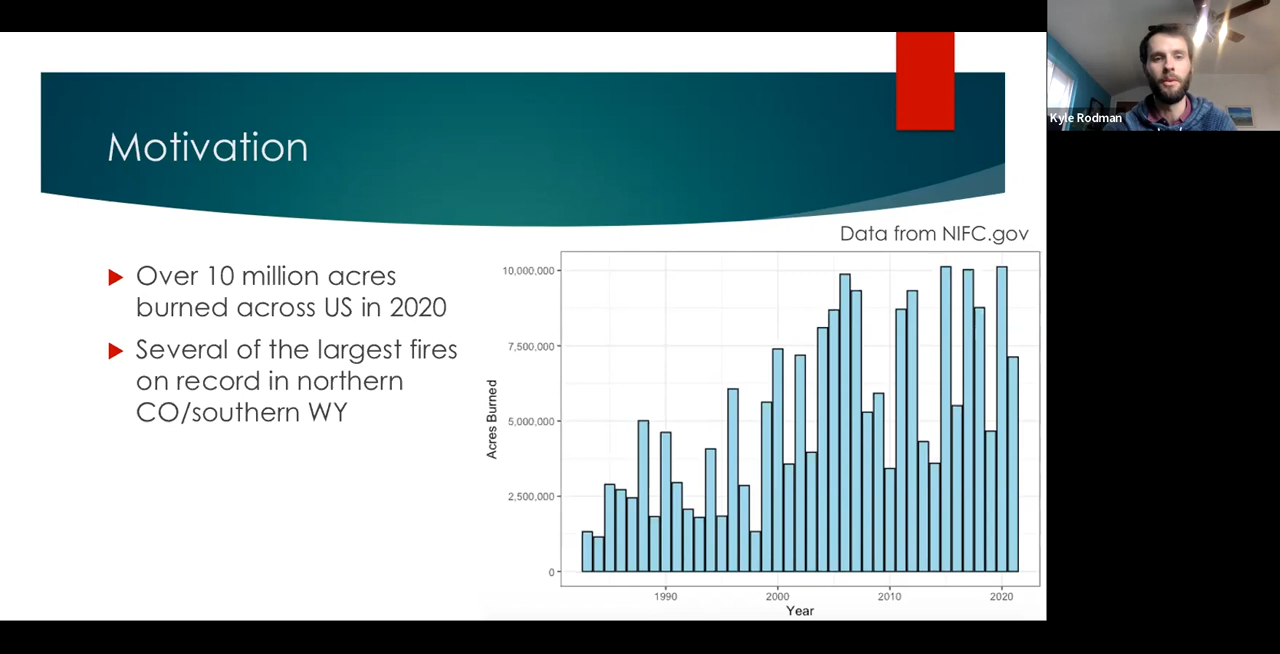 Motivation
Kyle Rodman
Data from NIFC.gov
Over 10 million acres
burned across US in 2020
Several of the largest fires
on record in northern
CO/southern WY
Acres Burned
10,000,000
7,500,000
5,000,000
2,500,000
0
1990 2000 2010 2020
Year